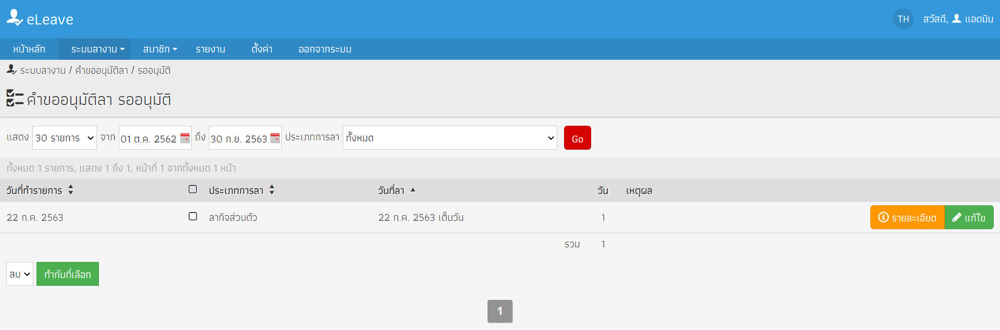 eLeave
TH สวัสดี, แอดมิน
หน้าหลัก ระบบลางาน สมาชิก รายงาน ตั้งค่า ออกจากระบบ
ระบบลางาน / คำขออนุมัติลา / รออนุมัติ
คำขออนุมัติลา รออนุมัติ
แสดง 30 รายการ จาก 01 ต.ค. 2562 ถึง 30 ก.ย. 2563 ประเภทการลา ทั้งหมด Go
ทั้งหมด 1 รายการ, แสดง 1 ถึง 1, หน้าที่ 1 จากทั้งหมด 1 หน้า
วันที่ทำรายการ ประเภทการลา วันที่ลา วัน เหตุผล
22 ก.ค. 2563 ลากิจส่วนตัว 22 ก.ค. 2563 เต็มวัน 1 รายละเอียด แก้ไข
รวม 1
ลบ ทำกับที่เลือก
1